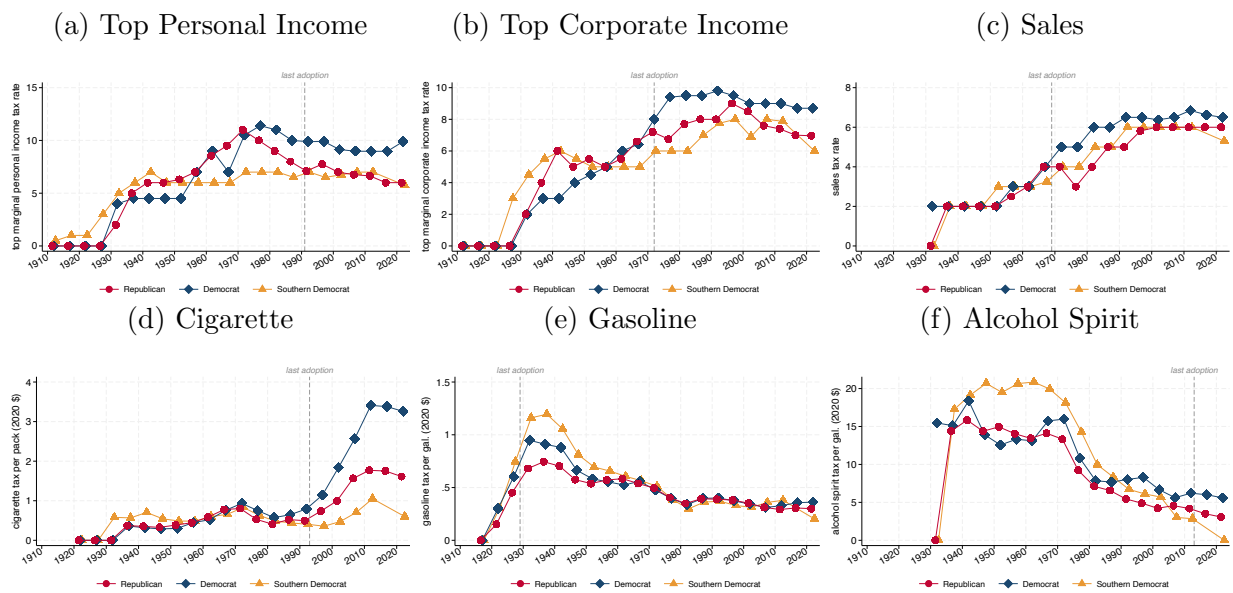 (a) Top Personal Income
(b) Top Corporate Income
(c) Sales
last adoption
last adoption
last adoption
top marginal personal income tax rate
15
10
5
0
1910 1920 1930 1940 1950 1960 1970 1980 1990 2000 2010 2020
Republican Democrat Southern Democrat
top marginal corporate income tax rate
10
8
6
4
2
0
1910 1920 1930 1940 1950 1960 1970 1980 1990 2000 2010 2020
Republican Democrat Southern Democrat
sales tax rate
8
6
4
2
0
1910 1920 1930 1940 1950 1960 1970 1980 1990 2000 2010 2020
Republican Democrat Southern Democrat
(d) Cigarette
(e) Gasoline
(f) Alcohol Spirit
last adoption
last adoption
last adoption
cigarette tax per pack (2020 $)
4
3
2
1
0
1910 1920 1930 1940 1950 1960 1970 1980 1990 2000 2010 2020
Republican Democrat Southern Democrat
gasoline tax per gal. (2020 $)
1.5
1
.5
0
1910 1920 1930 1940 1950 1960 1970 1980 1990 2000 2010 2020
Republican Democrat Southern Democrat
alcohol spirit tax per gal. (2020 $)
20
15
10
5
0
1910 1920 1930 1940 1950 1960 1970 1980 1990 2000 2010 2020
Republican Democrat Southern Democrat